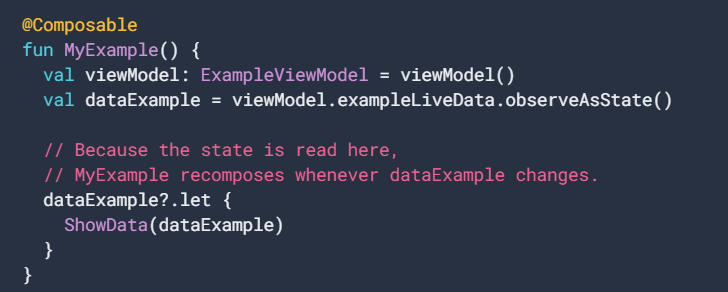 @Composable
fun MyExample() {
  val viewModel: ExampleViewModel = viewModel()
  val dataExample = viewModel.exampleLiveData.observeAsState()

  // Because the state is read here,
  // MyExample recomposes whenever dataExample changes.
  dataExample?.let {
    ShowData(dataExample)
  }
}